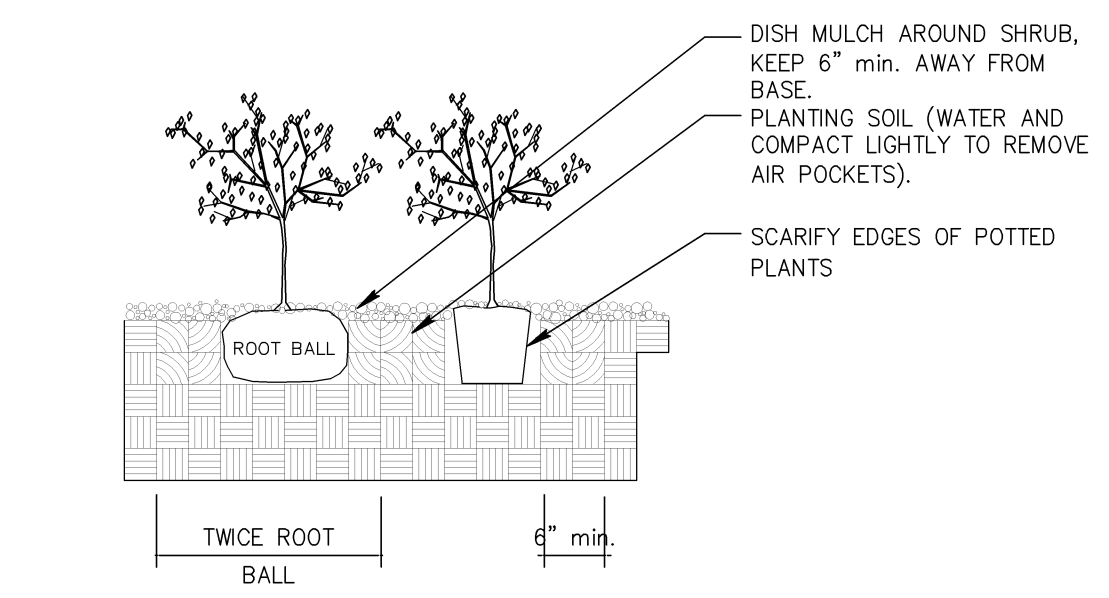 DISH MULCH AROUND SHRUB,
KEEP 6” min. AWAY FROM
BASE.
PLANTING SOIL (WATER AND
COMPACT LIGHTLY TO REMOVE
AIR POCKETS).
SCARIFY EDGES OF POTTED
PLANTS
ROOT BALL
TWICE ROOT
BALL
6” min.